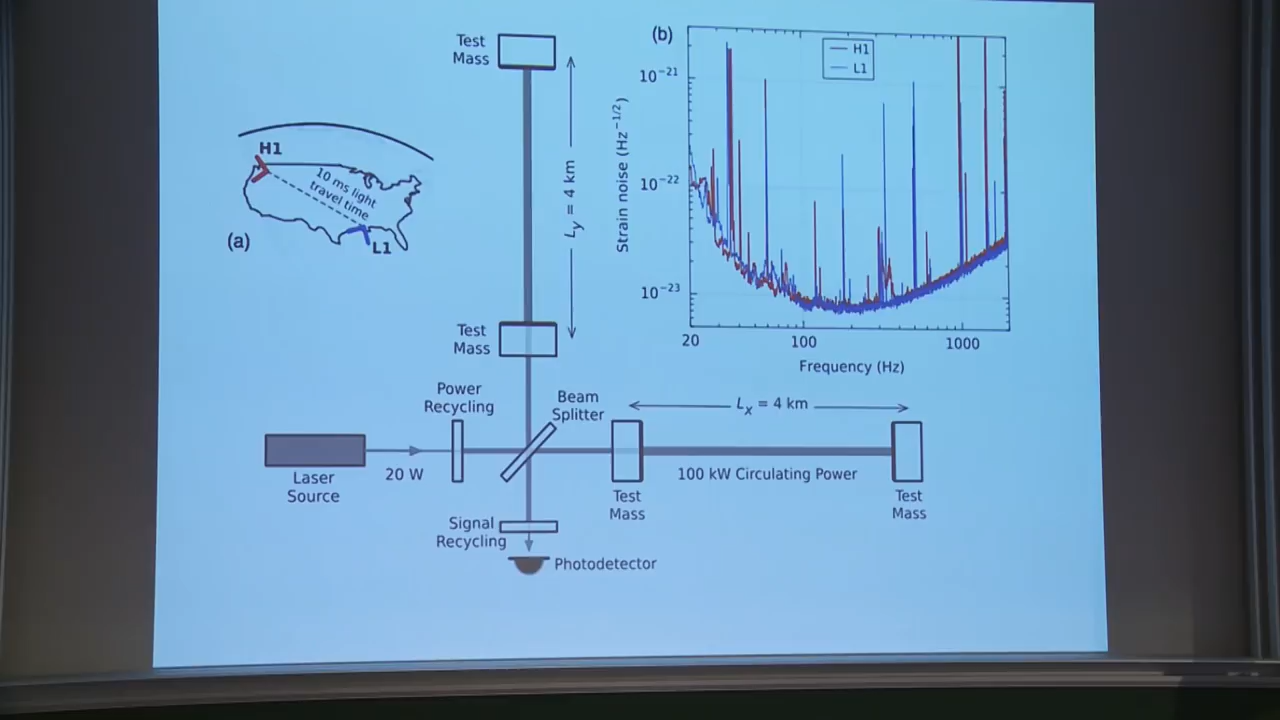 Test
Mass
(b)
H1
L1
10⁻²¹
10⁻²²
10⁻²³
Strain noise (Hz⁻¹/²)
20
100
1000
Frequency (Hz)
H1
10 ms light
travel time
L1
(a)
Lᵧ = 4 km
Test
Mass
Power
Recycling
Beam
Splitter
Lₓ = 4 km
Laser
Source
20 W
100 kW Circulating Power
Test
Mass
Test
Mass
Signal
Recycling
Photodetector